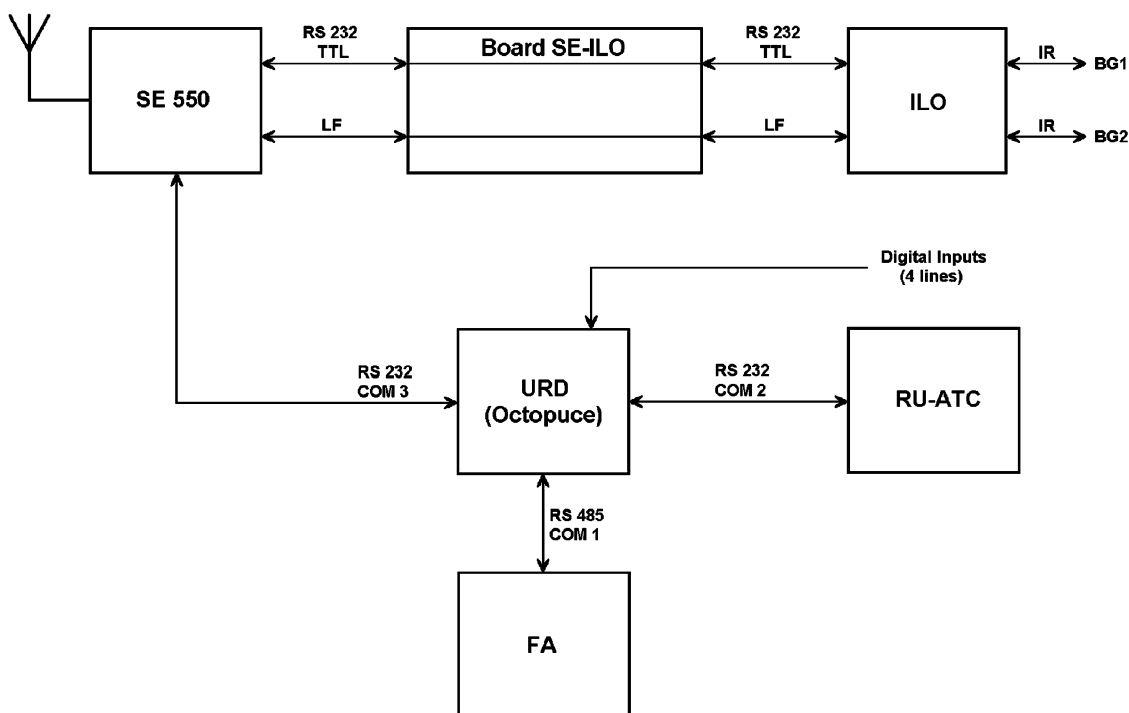 RS 232
TTL
Board SE-ILO
RS 232
TTL
IR
BG1
SE 550
ILO
LF
LF
IR
BG2
Digital Inputs
(4 lines)
RS 232
COM 3
URD
(Octopuce)
RS 232
COM 2
RU-ATC
RS 485
COM 1
FA